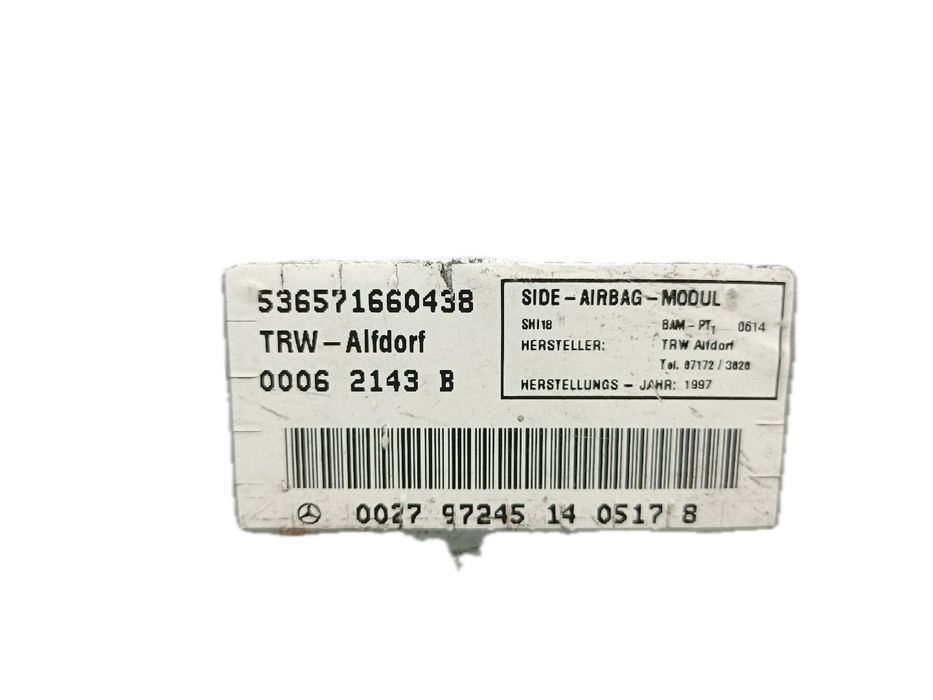 536571660438
TRW-Alfdorf
0006 2143 B
SIDE-AIRBAG-MODUL
SHI18 BAM-PT1 0614
HERSTELLER: TRW Alfdorf
Tel. 07172 / 3020
HERSTELLUNGS - JAHR: 1997
0027 97245 14 0517 8